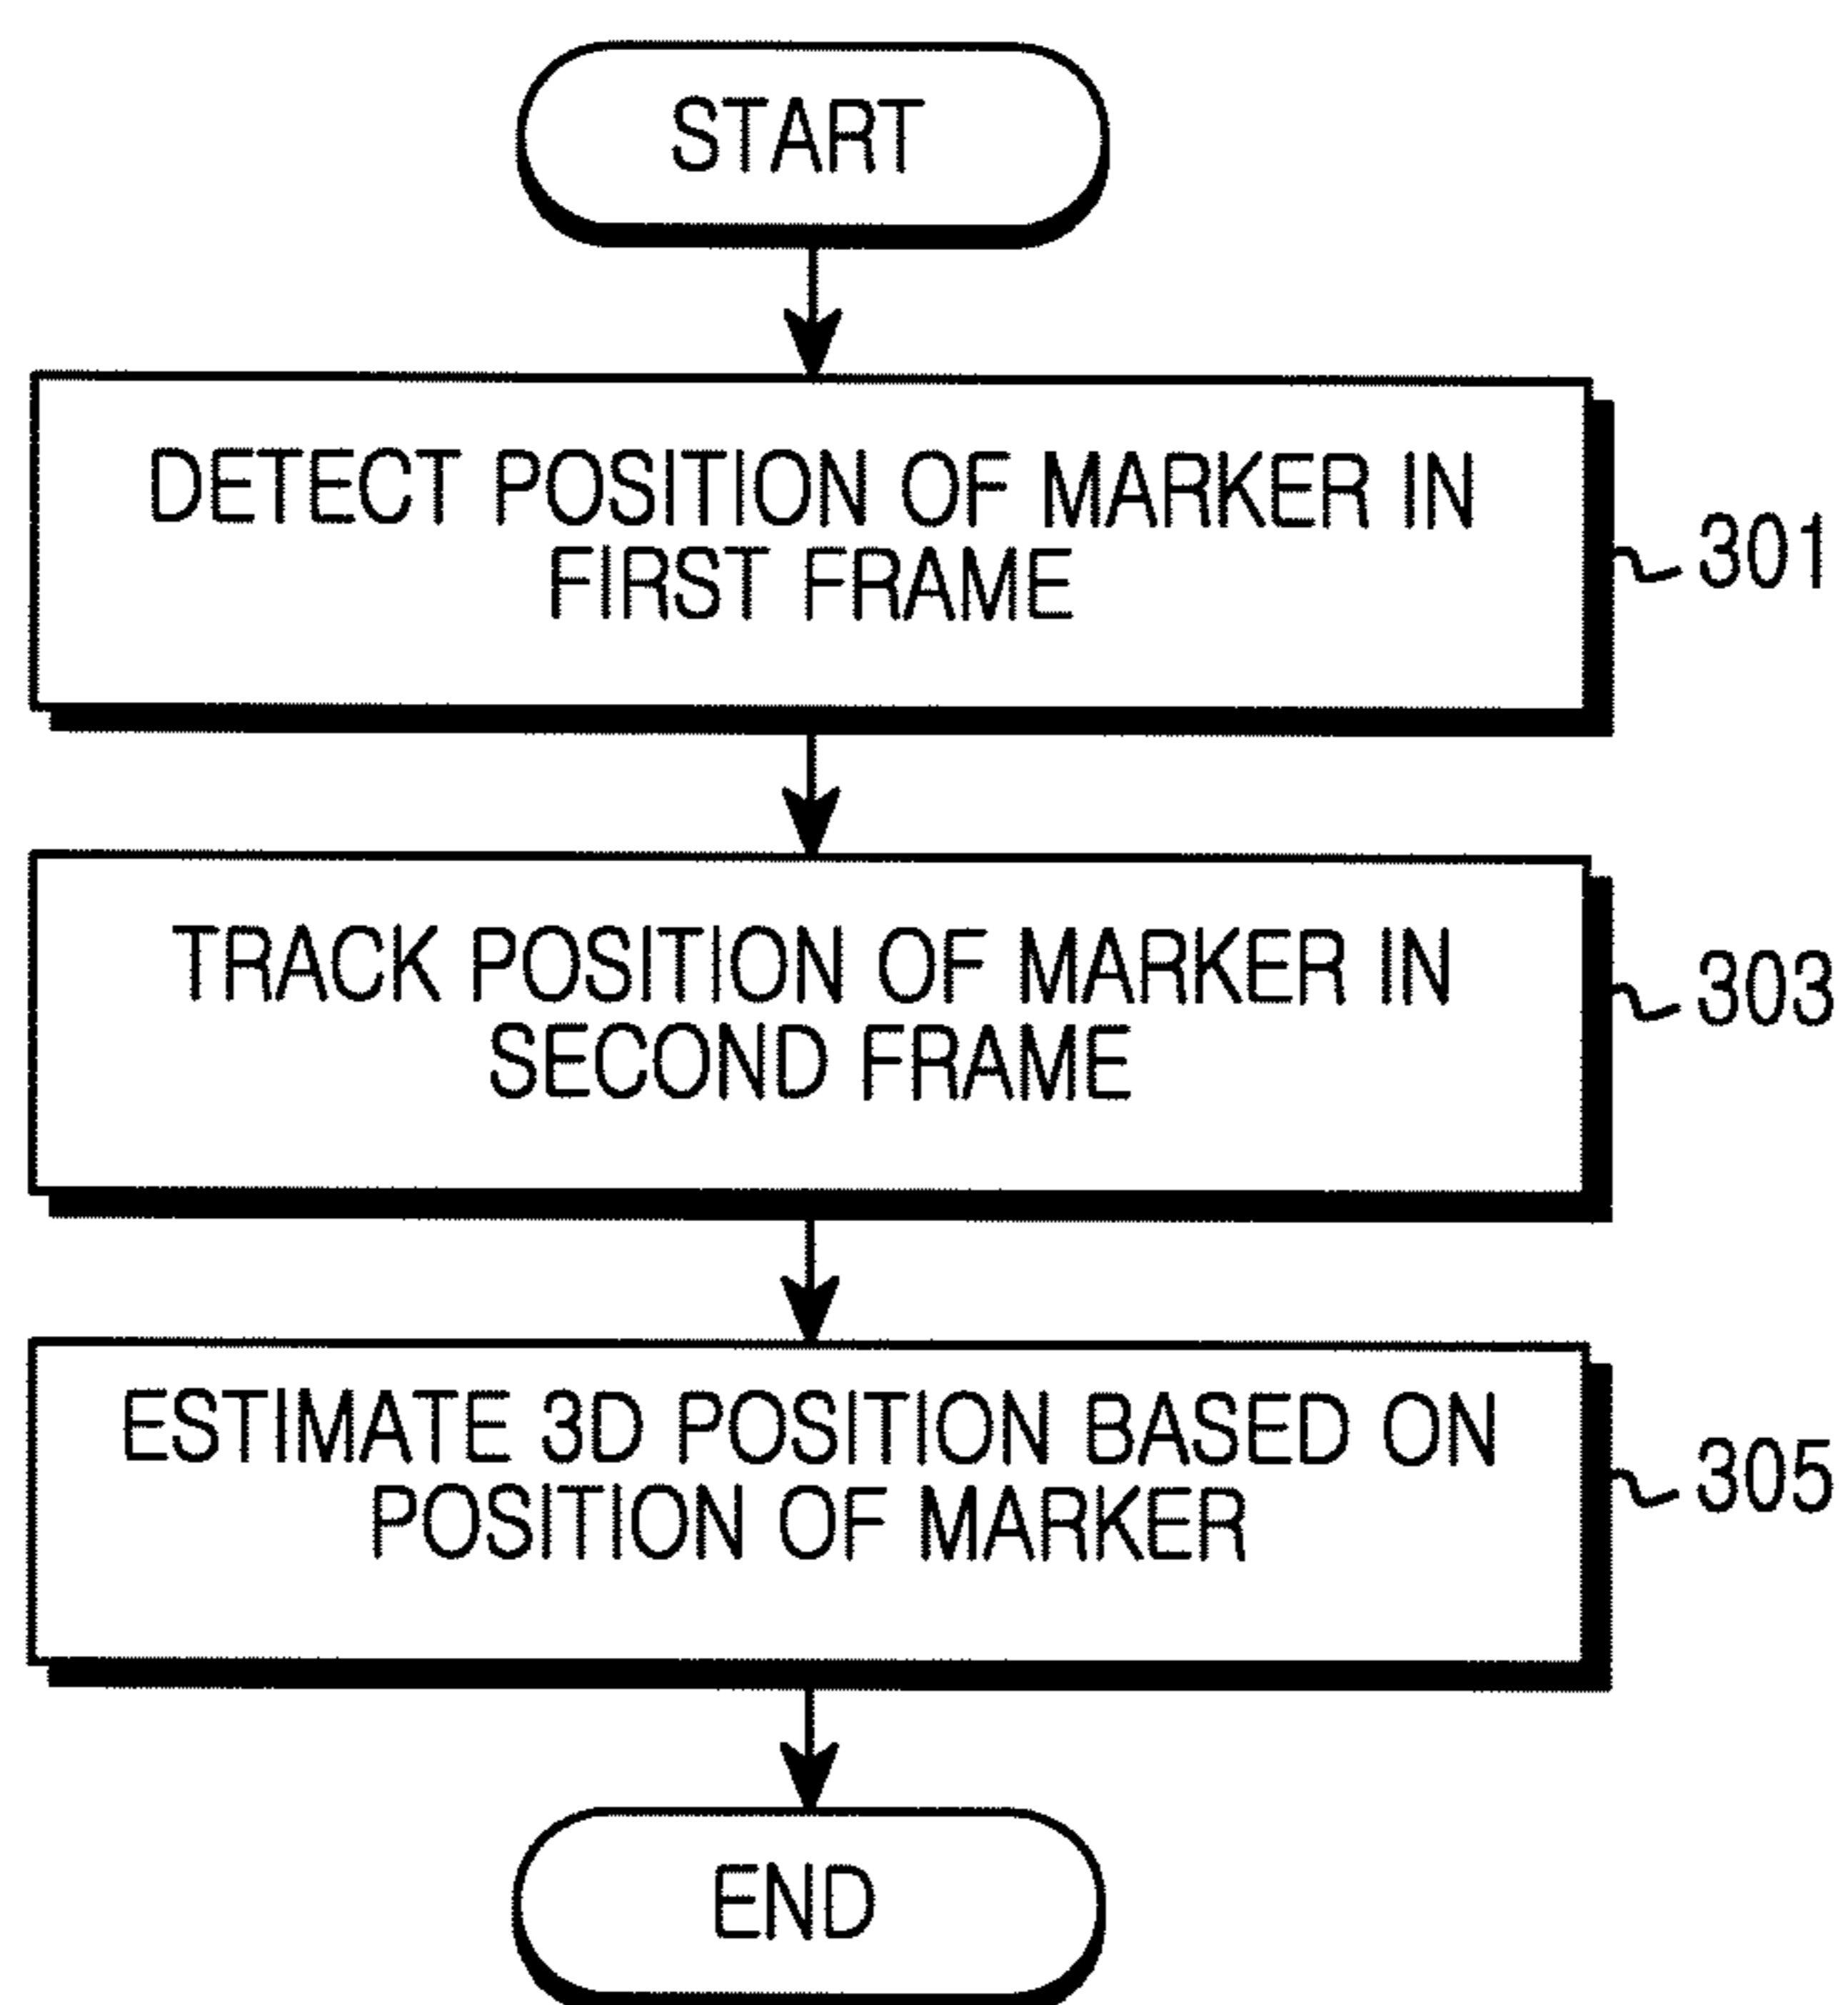 START
DETECT POSITION OF MARKER IN
FIRST FRAME
301
TRACK POSITION OF MARKER IN
SECOND FRAME
303
ESTIMATE 3D POSITION BASED ON
POSITION OF MARKER
305
END